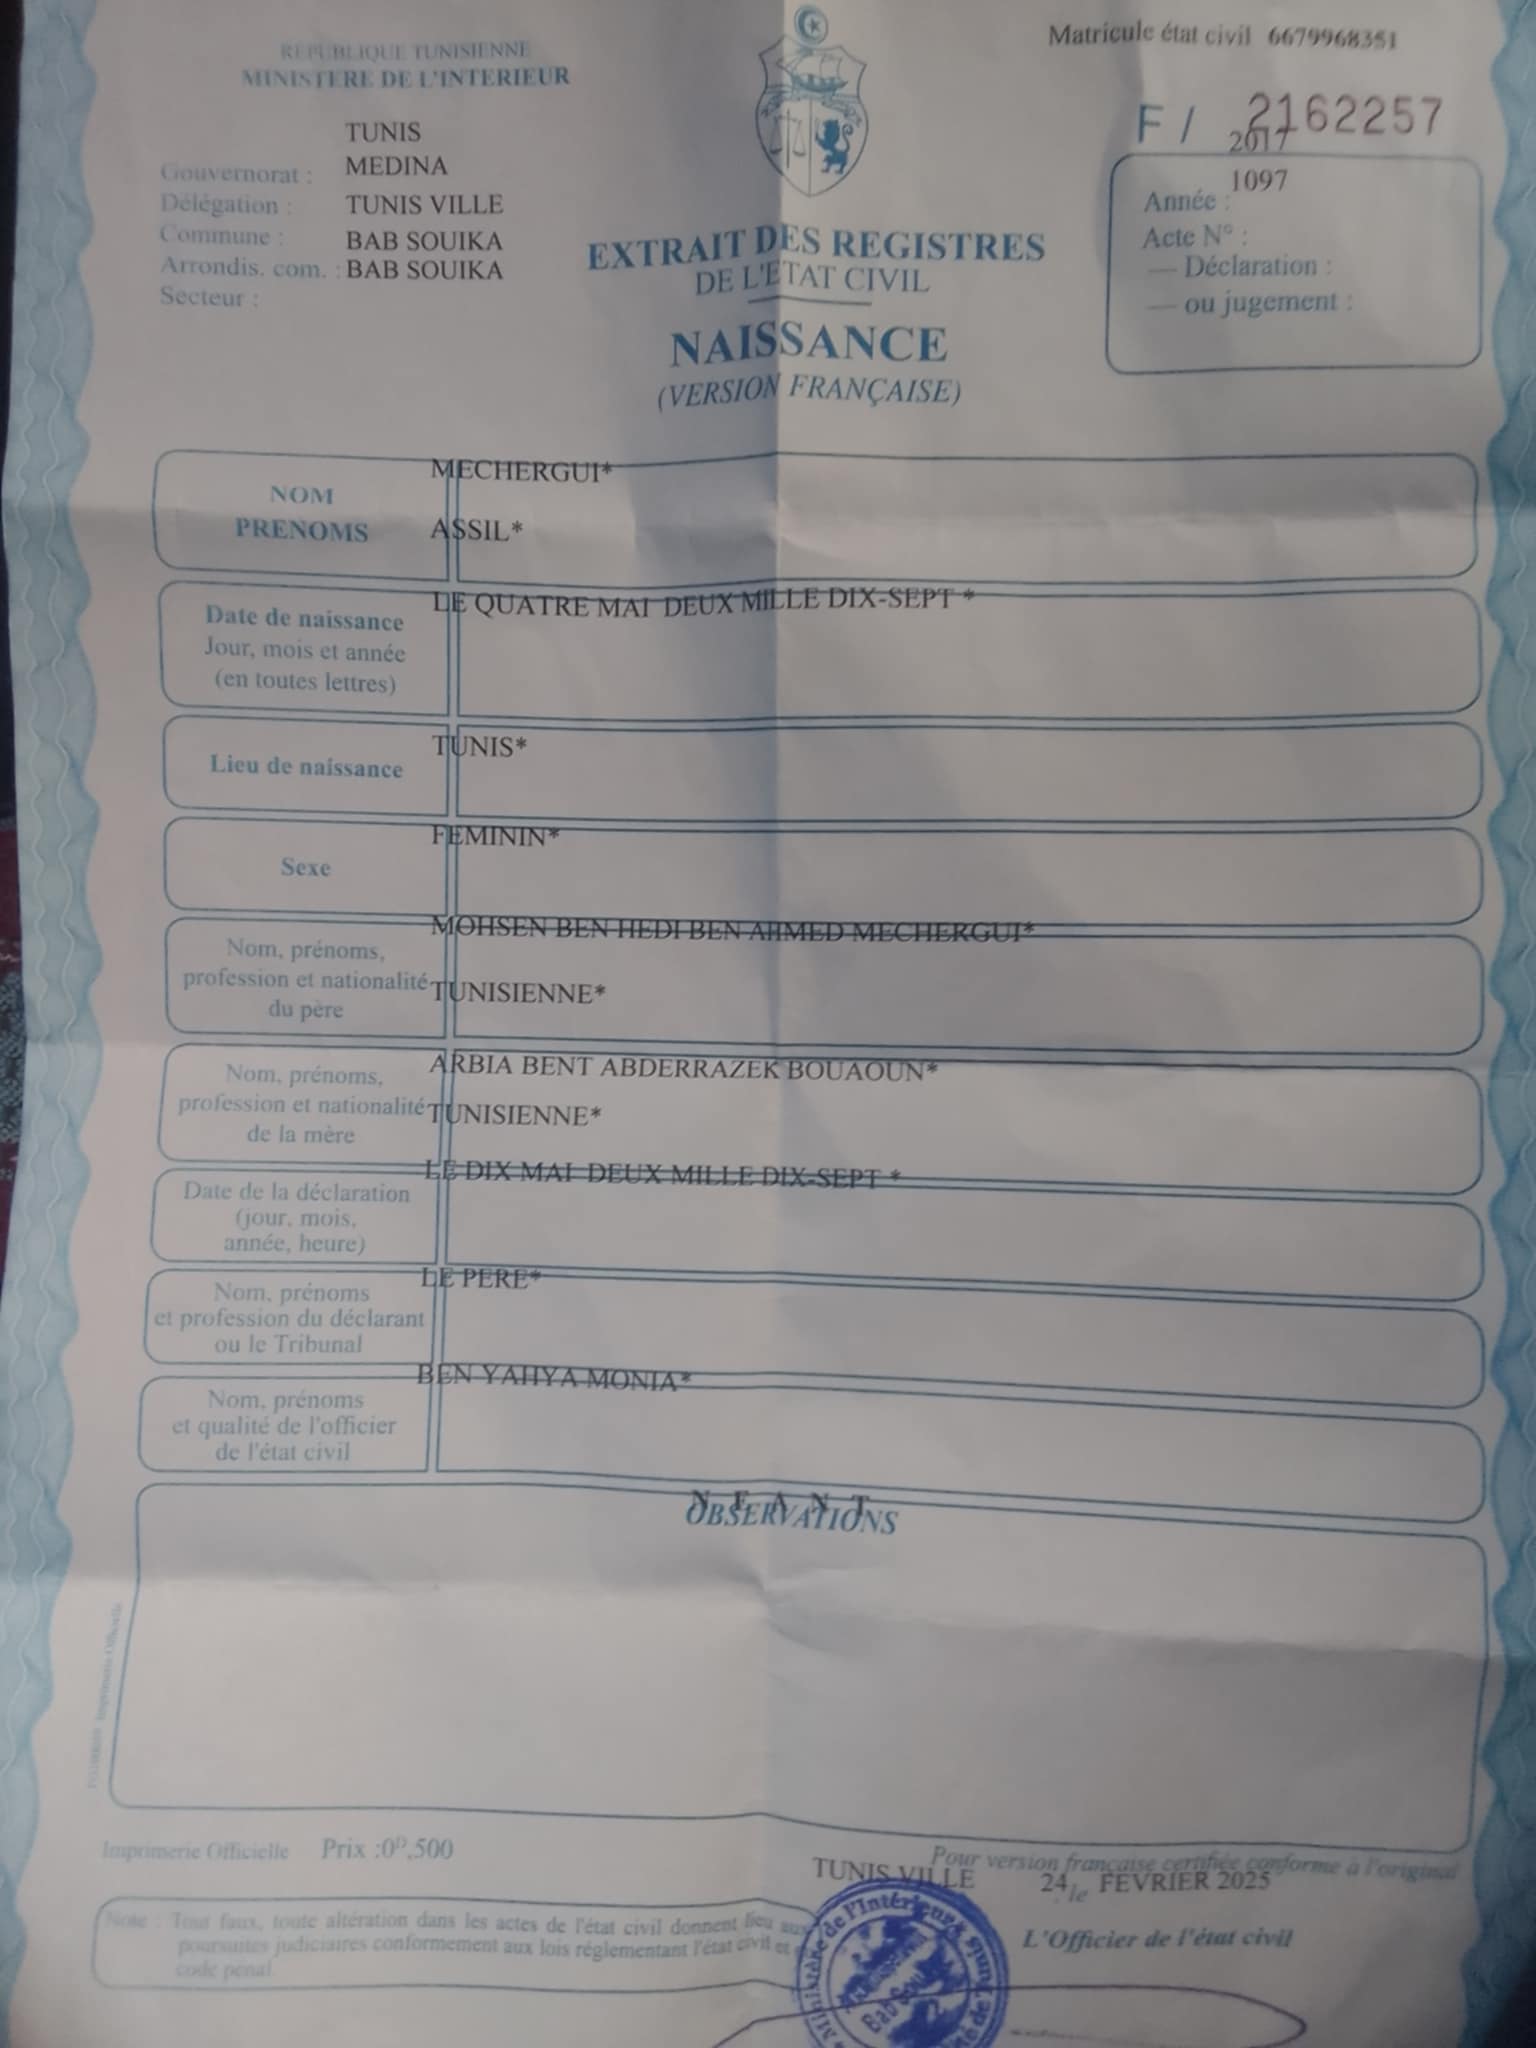 REPUBLIQUE TUNISIENNE
MINISTERE DE L'INTERIEUR
TUNIS
Gouvernorat : MEDINA
Délégation : TUNIS VILLE
Commune : BAB SOUIKA
Arrondis. com. : BAB SOUIKA
Secteur :
Matricule état civil 6679968351
F / 2162257
2017
1097
Année :
Acte N° :
— Déclaration :
— ou jugement :
EXTRAIT DES REGISTRES
DE L'ETAT CIVIL
NAISSANCE
(VERSION FRANÇAISE)
MECHERGUI*
NOM
PRENOMS
ASSIL*
LE QUATRE MAI DEUX MILLE DIX-SEPT *
Date de naissance
Jour, mois et année
(en toutes lettres)
TUNIS*
Lieu de naissance
FEMININ*
Sexe
MOHSEN BEN HEDI BEN AHMED MECHERGUI*
Nom, prénoms,
profession et nationalité
du père
TUNISIENNE*
ARBIA BENT ABDERRAZEK BOUAOUN*
Nom, prénoms,
profession et nationalité
de la mère
TUNISIENNE*
LE DIX MAI DEUX MILLE DIX-SEPT *
Date de la déclaration
(jour, mois,
année, heure)
LE PERE*
Nom, prénoms
et profession du déclarant
ou le Tribunal
BEN YAHYA MONIA*
Nom, prénoms
et qualité de l'officier
de l'état civil
N E A N T
OBSERVATIONS
Imprimerie Officielle
Imprimerie Officielle Prix :0D,500
Pour version française certifiée conforme à l'original
TUNIS VILLE le 24 FEVRIER 2025
L'Officier de l'état civil
Note : Tout faux, toute altération dans les actes de l'état civil donnent lieu aux
poursuites judiciaires conformement aux lois réglementant l'état civil et
code penal.
Ministère de l'Intérieur
Bab Sou